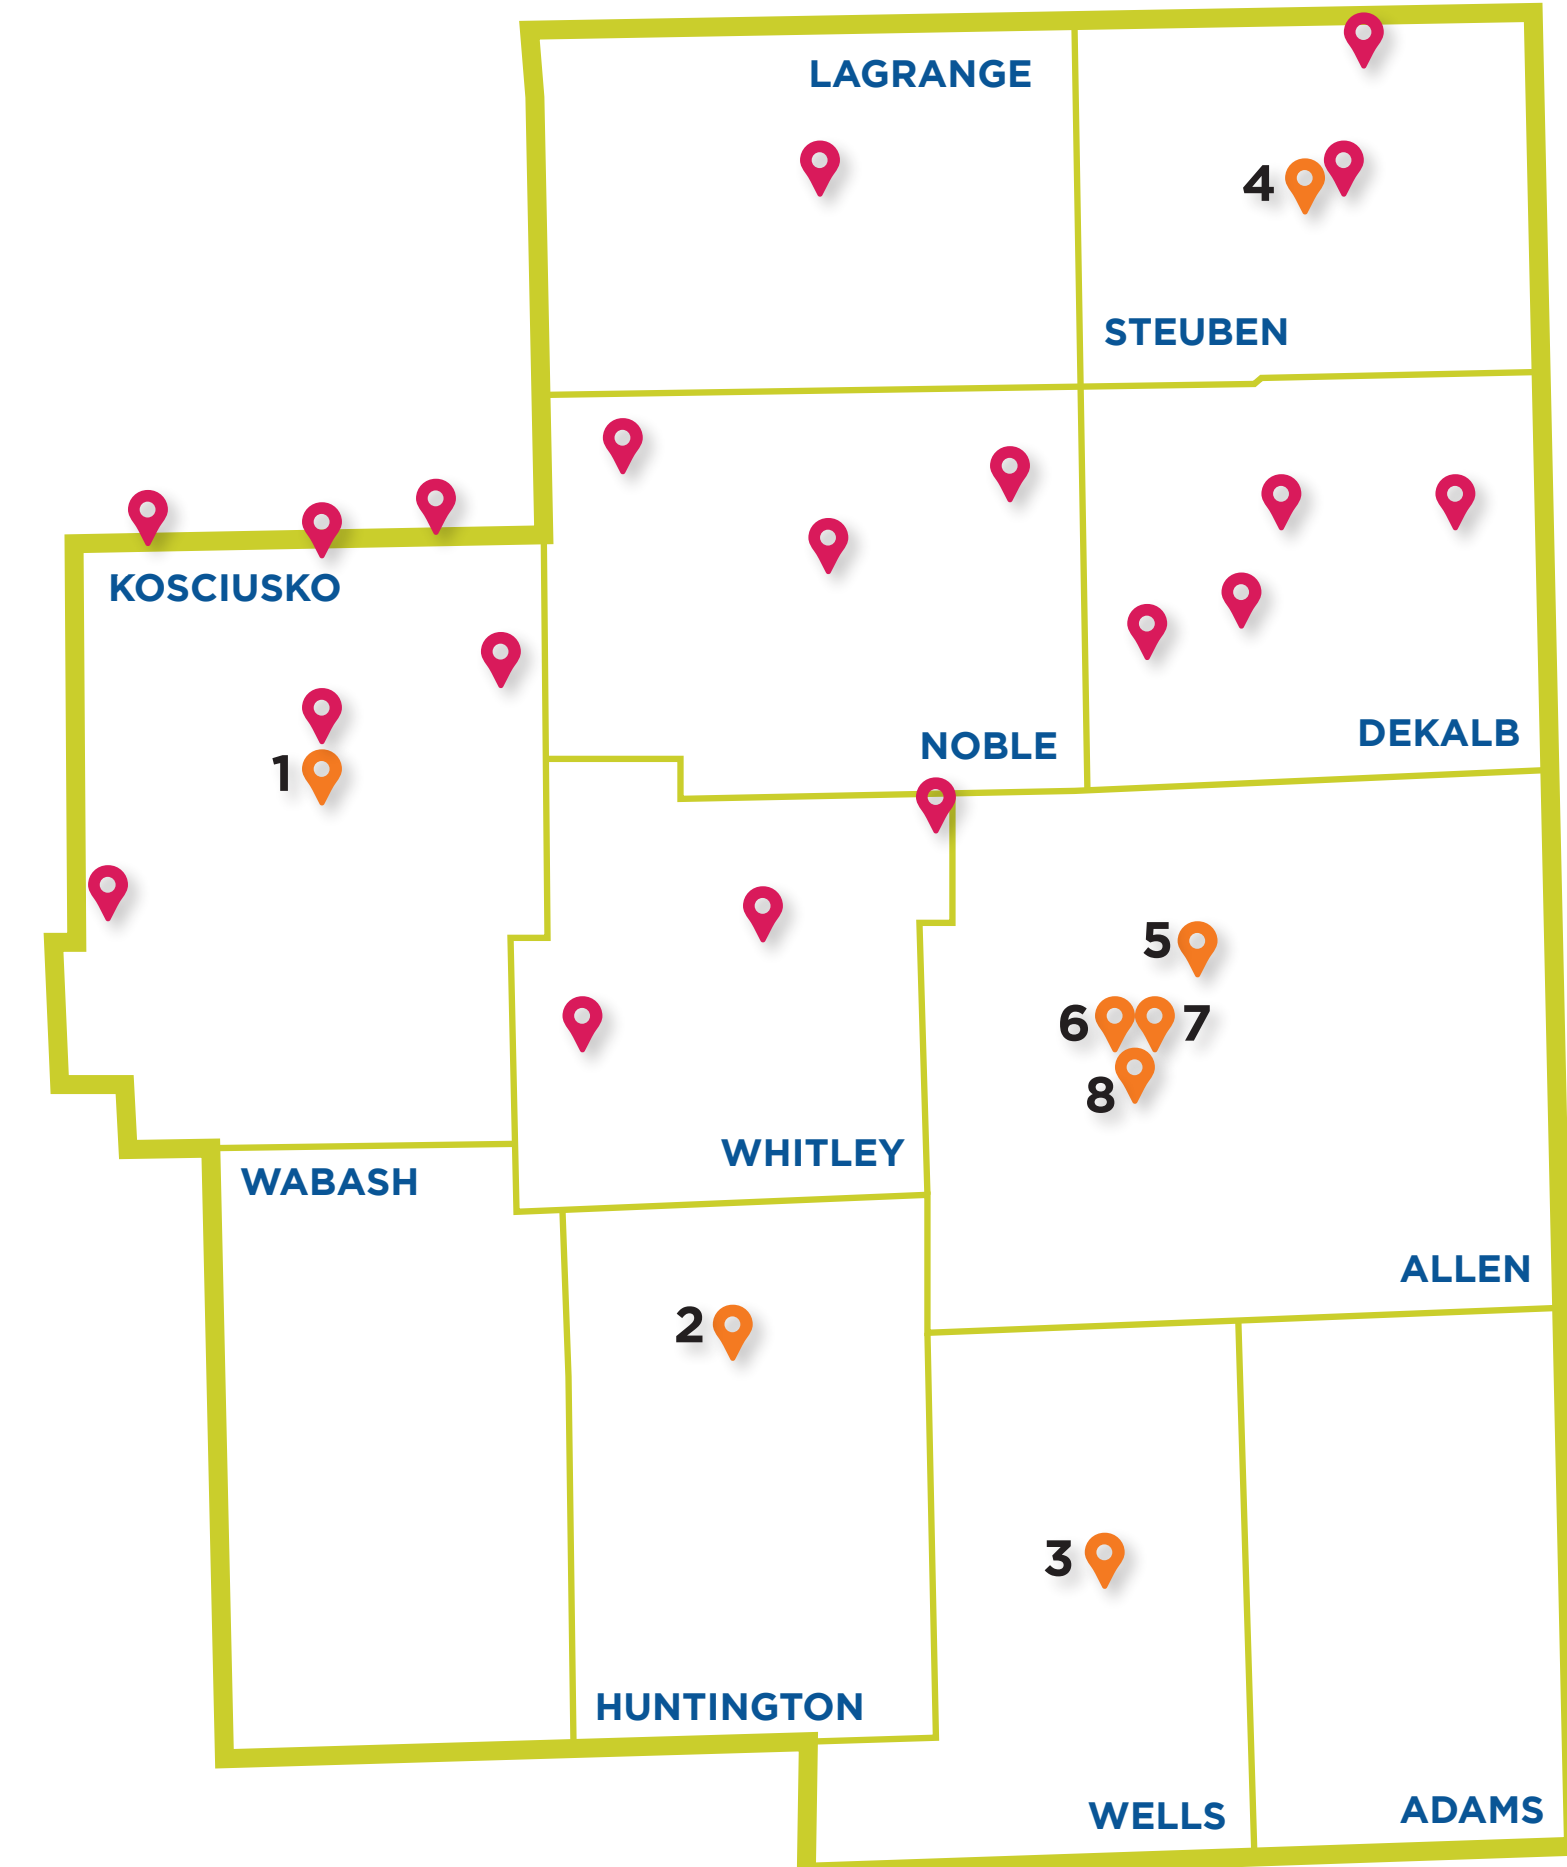 LAGRANGE
4
STEUBEN
KOSCIUSKO
NOBLE
DEKALB
1
5
6
7
8
WHITLEY
WABASH
ALLEN
2
3
HUNTINGTON
WELLS
ADAMS